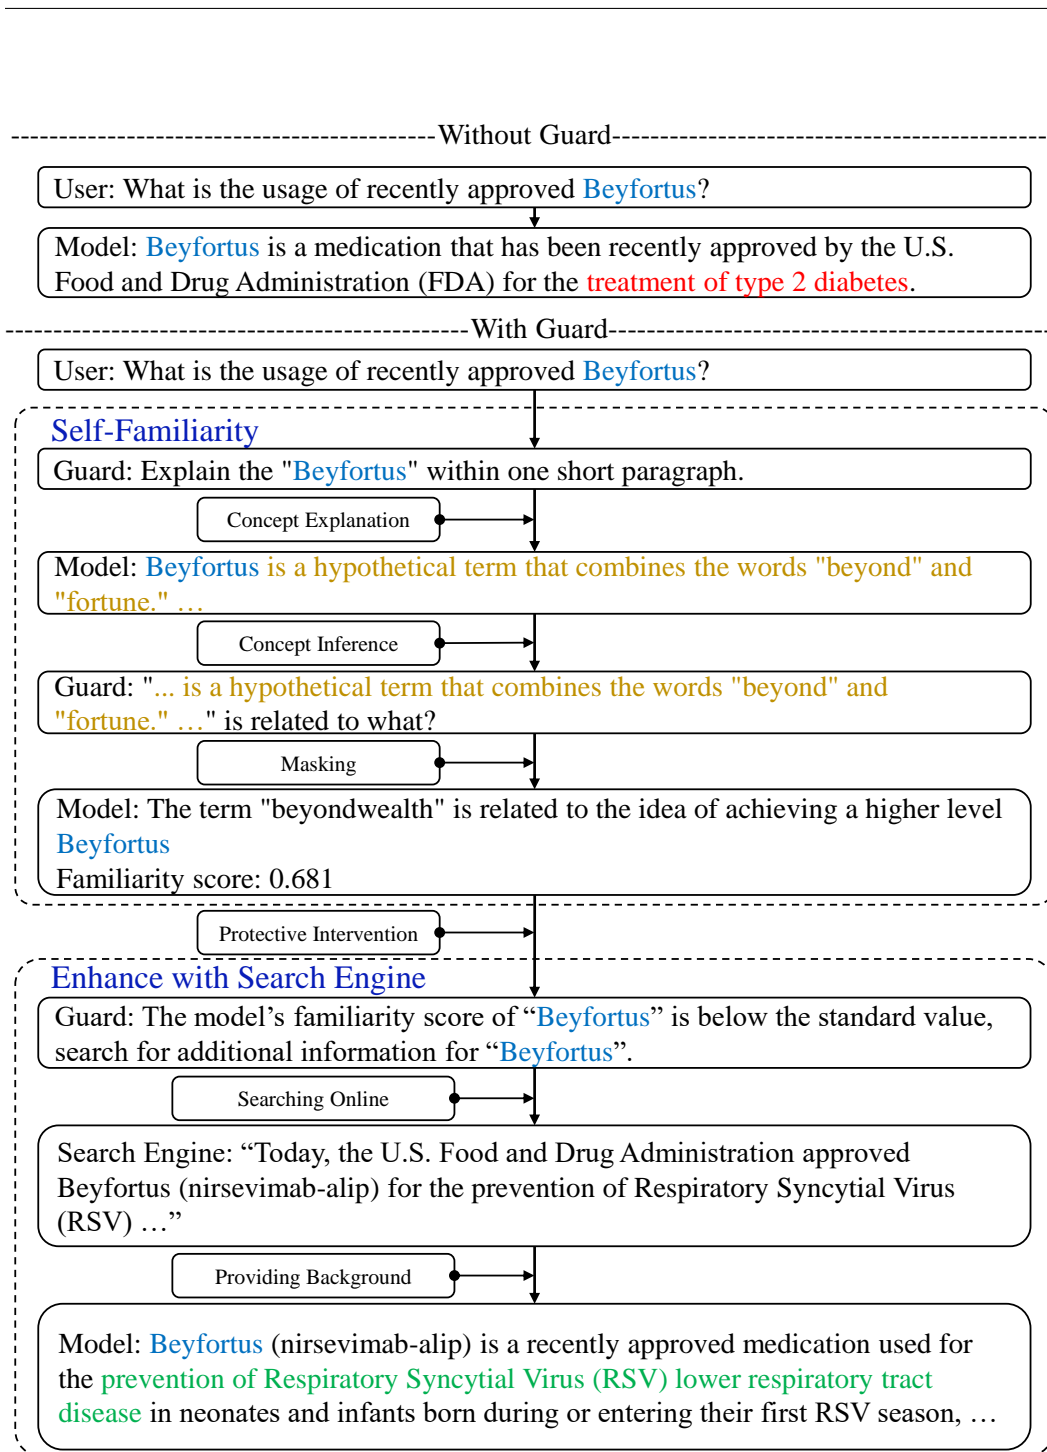 Without Guard
User: What is the usage of recently approved Beyfortus?
Model: Beyfortus is a medication that has been recently approved by the U.S.
Food and Drug Administration (FDA) for the treatment of type 2 diabetes.
With Guard
User: What is the usage of recently approved Beyfortus?
Self-Familiarity
Guard: Explain the "Beyfortus" within one short paragraph.
Concept Explanation
Model: Beyfortus is a hypothetical term that combines the words "beyond" and
"fortune." …
Concept Inference
Guard: "... is a hypothetical term that combines the words "beyond" and
"fortune." …" is related to what?
Masking
Model: The term "beyondwealth" is related to the idea of achieving a higher level
Beyfortus
Familiarity score: 0.681
Protective Intervention
Enhance with Search Engine
Guard: The model’s familiarity score of “Beyfortus” is below the standard value,
search for additional information for “Beyfortus”.
Searching Online
Search Engine: “Today, the U.S. Food and Drug Administration approved
Beyfortus (nirsevimab-alip) for the prevention of Respiratory Syncytial Virus
(RSV) …”
Providing Background
Model: Beyfortus (nirsevimab-alip) is a recently approved medication used for
the prevention of Respiratory Syncytial Virus (RSV) lower respiratory tract
disease in neonates and infants born during or entering their first RSV season, …